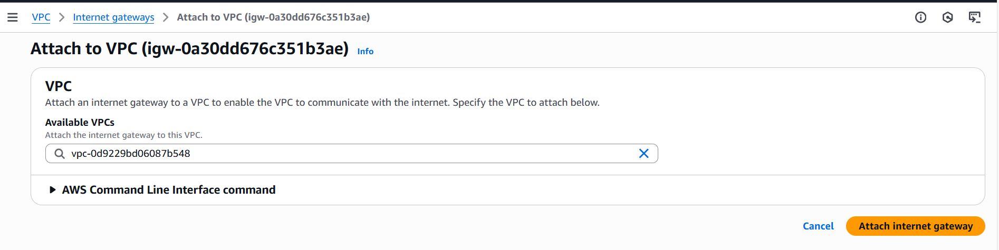 VPC > Internet gateways > Attach to VPC (igw-0a30dd676c351b3ae)
Attach to VPC (igw-0a30dd676c351b3ae) Info
VPC
Attach an internet gateway to a VPC to enable the VPC to communicate with the internet. Specify the VPC to attach below.
Available VPCs
Attach the internet gateway to this VPC.
vpc-0d9229bd06087b548
AWS Command Line Interface command
Cancel Attach internet gateway